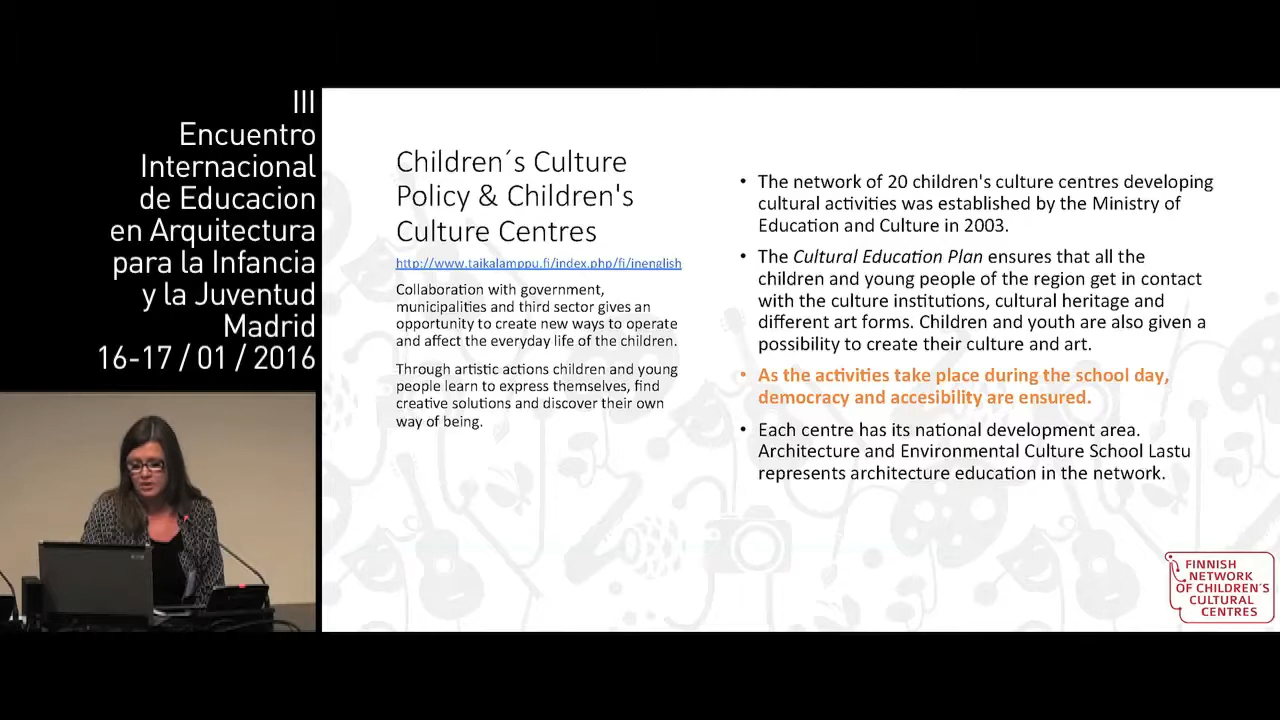 III
Encuentro
Internacional
de Educacion
en Arquitectura
para la Infancia
y la Juventud
Madrid
16-17 / 01 / 2016
Children´s Culture
Policy & Children's
Culture Centres
http://www.taikalamppu.fi/index.php/fi/inenglish
Collaboration with government,
municipalities and third sector gives an
opportunity to create new ways to operate
and affect the everyday life of the children.
Through artistic actions children and young
people learn to express themselves, find
creative solutions and discover their own
way of being.
• The network of 20 children's culture centres developing
cultural activities was established by the Ministry of
Education and Culture in 2003.
• The Cultural Education Plan ensures that all the
children and young people of the region get in contact
with the culture institutions, cultural heritage and
different art forms. Children and youth are also given a
possibility to create their culture and art.
• As the activities take place during the school day,
democracy and accesibility are ensured.
• Each centre has its national development area.
Architecture and Environmental Culture School Lastu
represents architecture education in the network.
FINNISH
NETWORK
OF CHILDREN'S
CULTURAL
CENTRES